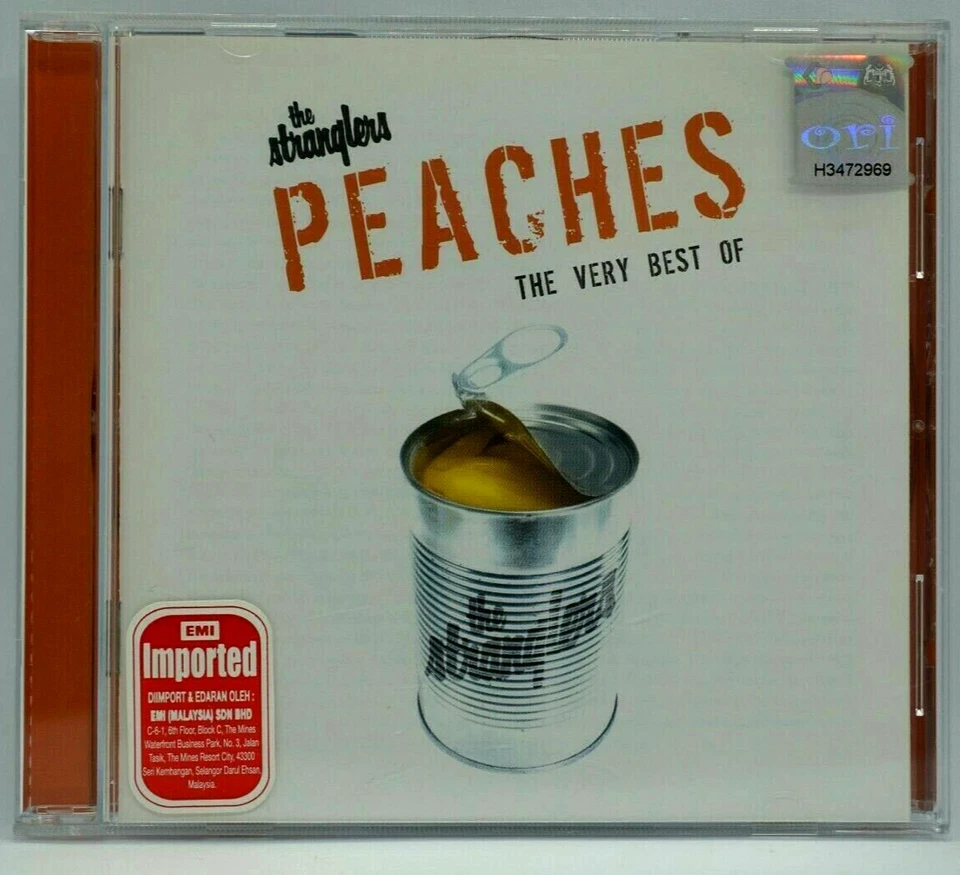 the
stranglers
PEACHES
THE VERY BEST OF
ori
H3472969
the
stranglers
EMI
Imported
DIIMPORT & EDARAN OLEH :
EMI (MALAYSIA) SDN BHD
C-6-1, 6th Floor, Block C, The Mines
Waterfront Business Park, No. 3, Jalan
Tasik, The Mines Resort City, 43300
Seri Kembangan, Selangor Darul Ehsan,
Malaysia.